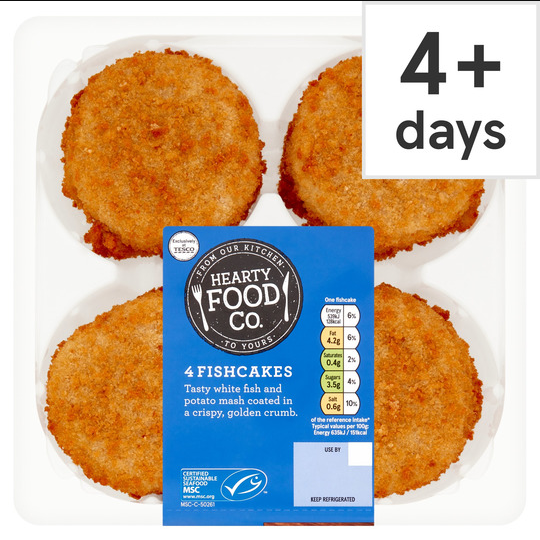 4+
days
Exclusively
at
TESCO
FROM OUR KITCHEN
HEARTY
FOOD
CO.
TO YOURS
4 FISHCAKES
Tasty white fish and
potato mash coated in
a crispy, golden crumb.
One fishcake
Energy
539kJ
128kcal
6%
Fat
4.2g
6%
Saturates
0.4g
2%
Sugars
3.5g
4%
Salt
0.6g
10%
of the reference intake*
Typical values per 100g:
Energy 635kJ / 151kcal
USE BY
KEEP REFRIGERATED
CERTIFIED
SUSTAINABLE
SEAFOOD
MSC
www.msc.org
TM
MSC-C-50261